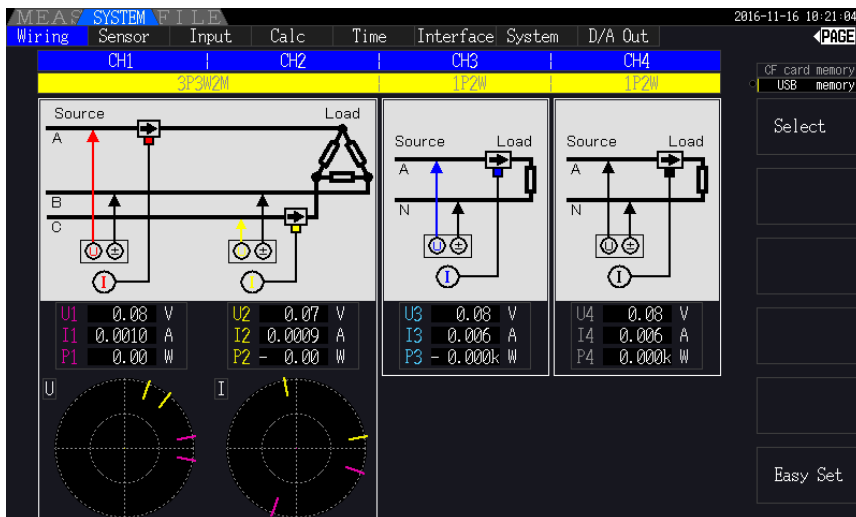 MEAS SYSTEM FILE 2016-11-16 10:21:04
Wiring Sensor Input Calc Time Interface System D/A Out PAGE
CH1 CH2 CH3 CH4
3P3W2M 1P2W 1P2W
CF card memory
USB memory
Select
Source Load
A
B
C
U ± U ±
I I
Source Load
A
N
U ±
I
Source Load
A
N
U ±
I
U1 0.08 V
I1 0.0010 A
P1 0.00 W
U2 0.07 V
I2 0.0009 A
P2 - 0.00 W
U3 0.08 V
I3 0.006 A
P3 - 0.000k W
U4 0.08 V
I4 0.006 A
P4 0.000k W
U I
Easy Set